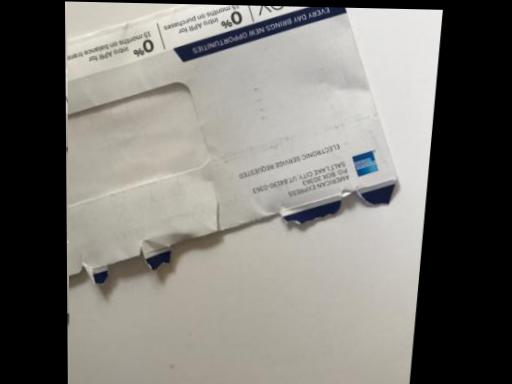 AMERICAN EXPRESS
P.O. BOX 30363
SALT LAKE CITY, UT 84130-0363
ELECTRONIC SERVICE REQUESTED
EVERY DAY BRINGS NEW OPPORTUNITIES
0%
intro APR for
15 months on purchases
0%
intro APR for
15 months on balance trans